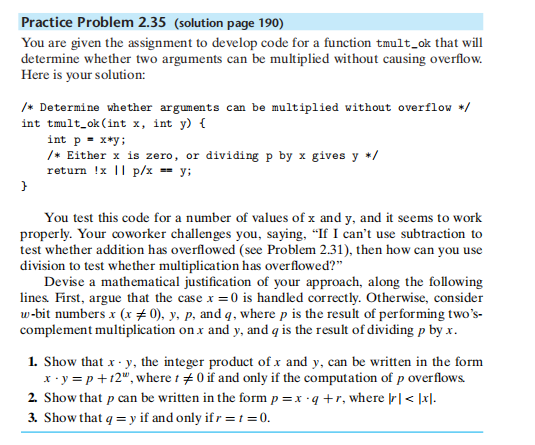 Practice Problem 2.35 (solution page 190)
You are given the assignment to develop code for a function tmult_ok that will
determine whether two arguments can be multiplied without causing overflow.
Here is your solution:
/* Determine whether arguments can be multiplied without overflow */
int tmult_ok(int x, int y) {
int p = x*y;
/* Either x is zero, or dividing p by x gives y */
return !x || p/x == y;
}
You test this code for a number of values of x and y, and it seems to work
properly. Your coworker challenges you, saying, “If I can’t use subtraction to
test whether addition has overflowed (see Problem 2.31), then how can you use
division to test whether multiplication has overflowed?”
Devise a mathematical justification of your approach, along the following
lines. First, argue that the case x = 0 is handled correctly. Otherwise, consider
w-bit numbers x (x ≠ 0), y, p, and q, where p is the result of performing two’s-
complement multiplication on x and y, and q is the result of dividing p by x.
1. Show that x · y, the integer product of x and y, can be written in the form
x · y = p + t2ʷ, where t ≠ 0 if and only if the computation of p overflows.
2. Show that p can be written in the form p = x · q + r, where |r| < |x|.
3. Show that q = y if and only if r = t = 0.